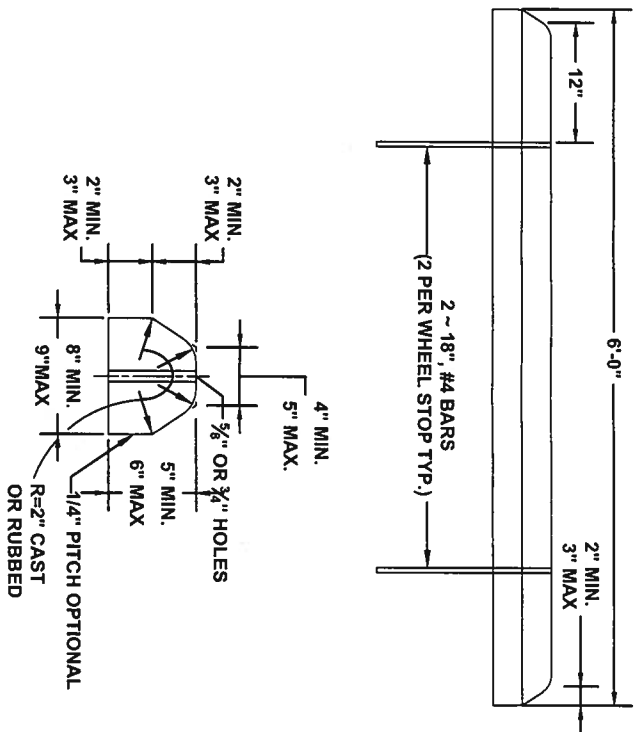 6'-0"
12"
2" MIN.
3" MAX
2 ~ 18", #4 BARS
(2 PER WHEEL STOP TYP.)
4" MIN.
5" MAX.
2" MIN.
3" MAX
2" MIN.
3" MAX
⅝" OR ¾" HOLES
5" MIN.
6" MAX
8" MIN.
9"MAX
1/4" PITCH OPTIONAL
R=2" CAST
OR RUBBED